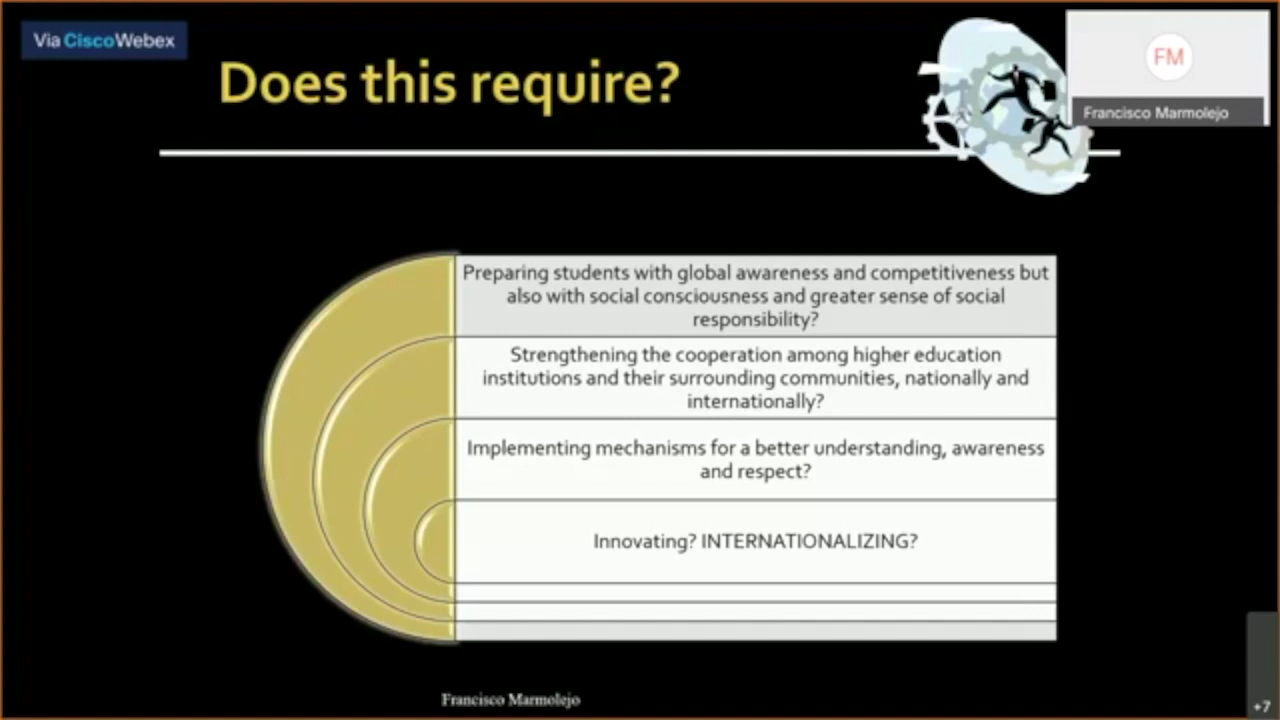 Via CiscoWebex
Does this require?
FM
Francisco Marmolejo
Preparing students with global awareness and competitiveness but
also with social consciousness and greater sense of social
responsibility?
Strengthening the cooperation among higher education
institutions and their surrounding communities, nationally and
internationally?
Implementing mechanisms for a better understanding, awareness
and respect?
Innovating? INTERNATIONALIZING?
Francisco Marmolejo
+7